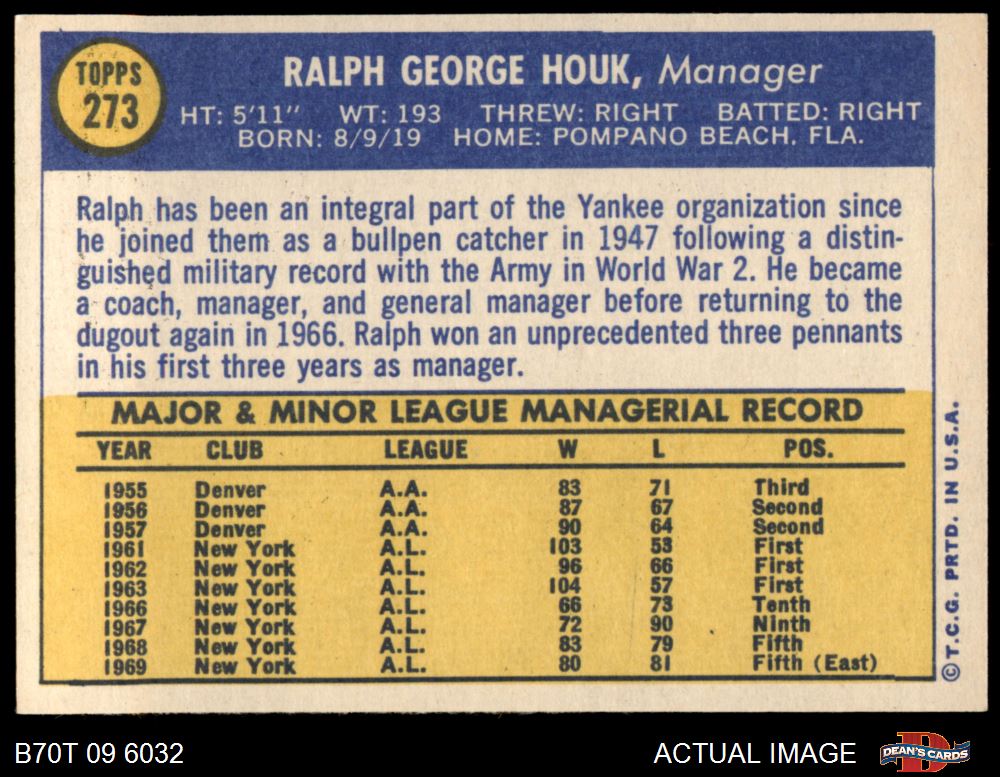 TOPPS
273
RALPH GEORGE HOUK, Manager
HT: 5'11" WT: 193 THREW: RIGHT BATTED: RIGHT
BORN: 8/9/19 HOME: POMPANO BEACH, FLA.
Ralph has been an integral part of the Yankee organization since
he joined them as a bullpen catcher in 1947 following a distin-
guished military record with the Army in World War 2. He became
a coach, manager, and general manager before returning to the
dugout again in 1966. Ralph won an unprecedented three pennants
in his first three years as manager.
MAJOR & MINOR LEAGUE MANAGERIAL RECORD
YEAR CLUB LEAGUE W L POS.
1955 Denver A.A. 83 71 Third
1956 Denver A.A. 87 67 Second
1957 Denver A.A. 90 64 Second
1961 New York A.L. 103 53 First
1962 New York A.L. 96 66 First
1963 New York A.L. 104 57 First
1966 New York A.L. 66 73 Tenth
1967 New York A.L. 72 90 Ninth
1968 New York A.L. 83 79 Fifth
1969 New York A.L. 80 81 Fifth (East)
© T.C.G. PRTD. IN U.S.A.
B70T 09 6032
ACTUAL IMAGE
DEAN'S CARDS